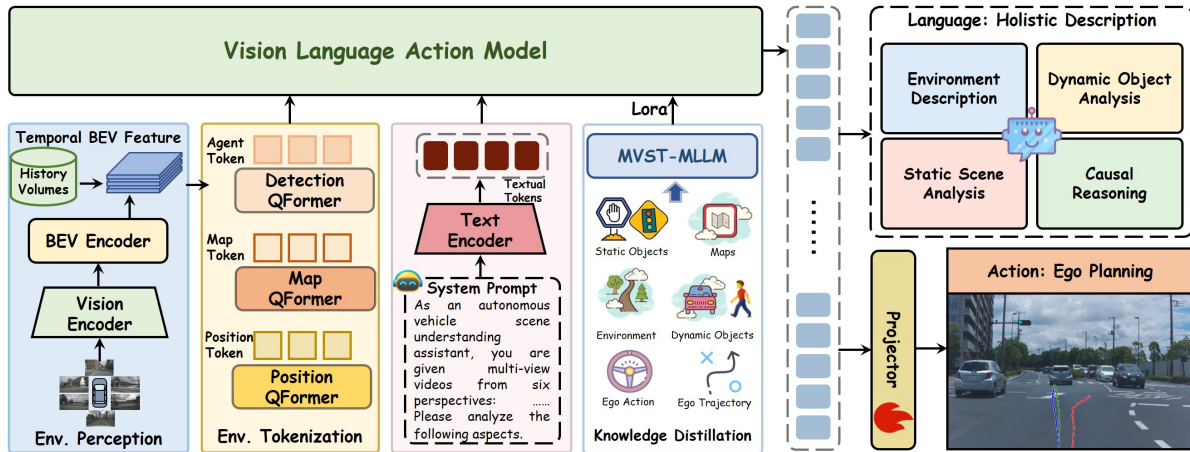 Vision Language Action Model
Lora
Temporal BEV Feature
History
Volumes
BEV Encoder
Vision
Encoder
Env. Perception
Agent
Token
Detection
QFormer
Map
Token
Map
QFormer
Position
Token
Position
QFormer
Env. Tokenization
Textual
Tokens
Text
Encoder
System Prompt
As an autonomous
vehicle scene
understanding
assistant, you are
given multi-view
videos from six
perspectives: ......
Please analyze the
following aspects.
MVST-MLLM
Static Objects
Maps
Environment
Dynamic Objects
Ego Action
Ego Trajectory
Knowledge Distillation
Language: Holistic Description
Environment
Description
Dynamic Object
Analysis
Static Scene
Analysis
Causal
Reasoning
Projector
Action: Ego Planning